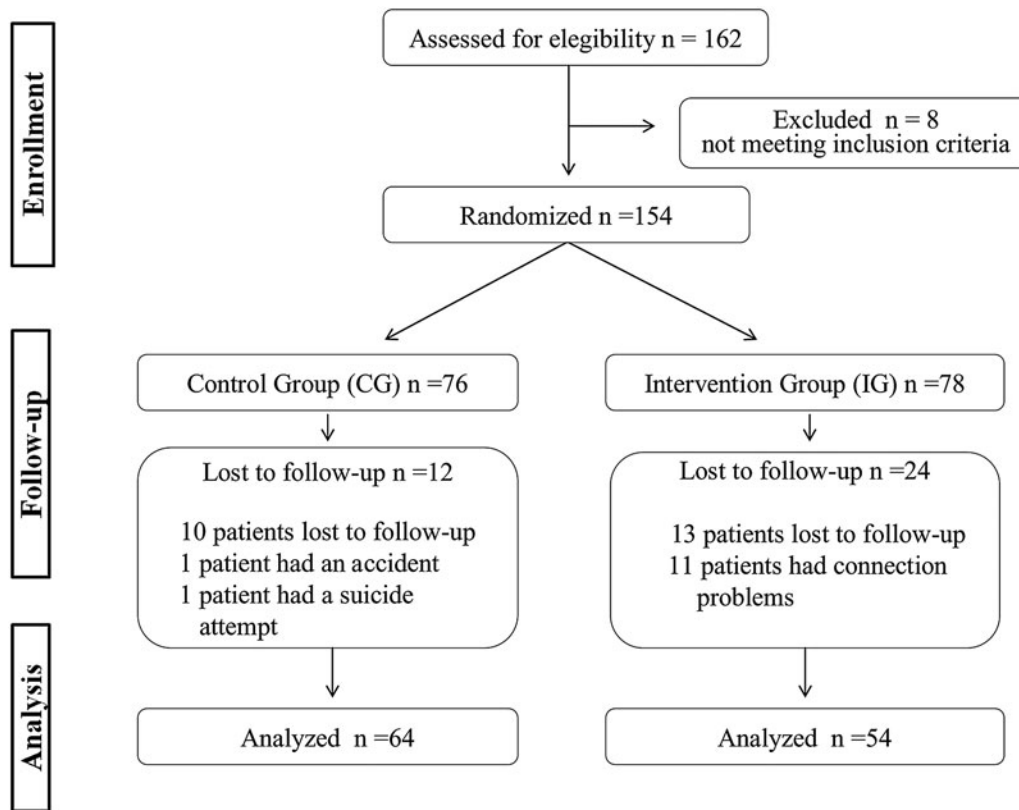 Enrollment
Assessed for elegibility n = 162
Excluded n = 8
not meeting inclusion criteria
Randomized n =154
Follow-up
Control Group (CG) n =76
Intervention Group (IG) n =78
Lost to follow-up n =12
10 patients lost to follow-up
1 patient had an accident
1 patient had a suicide
attempt
Lost to follow-up n =24
13 patients lost to follow-up
11 patients had connection
problems
Analysis
Analyzed n =64
Analyzed n =54